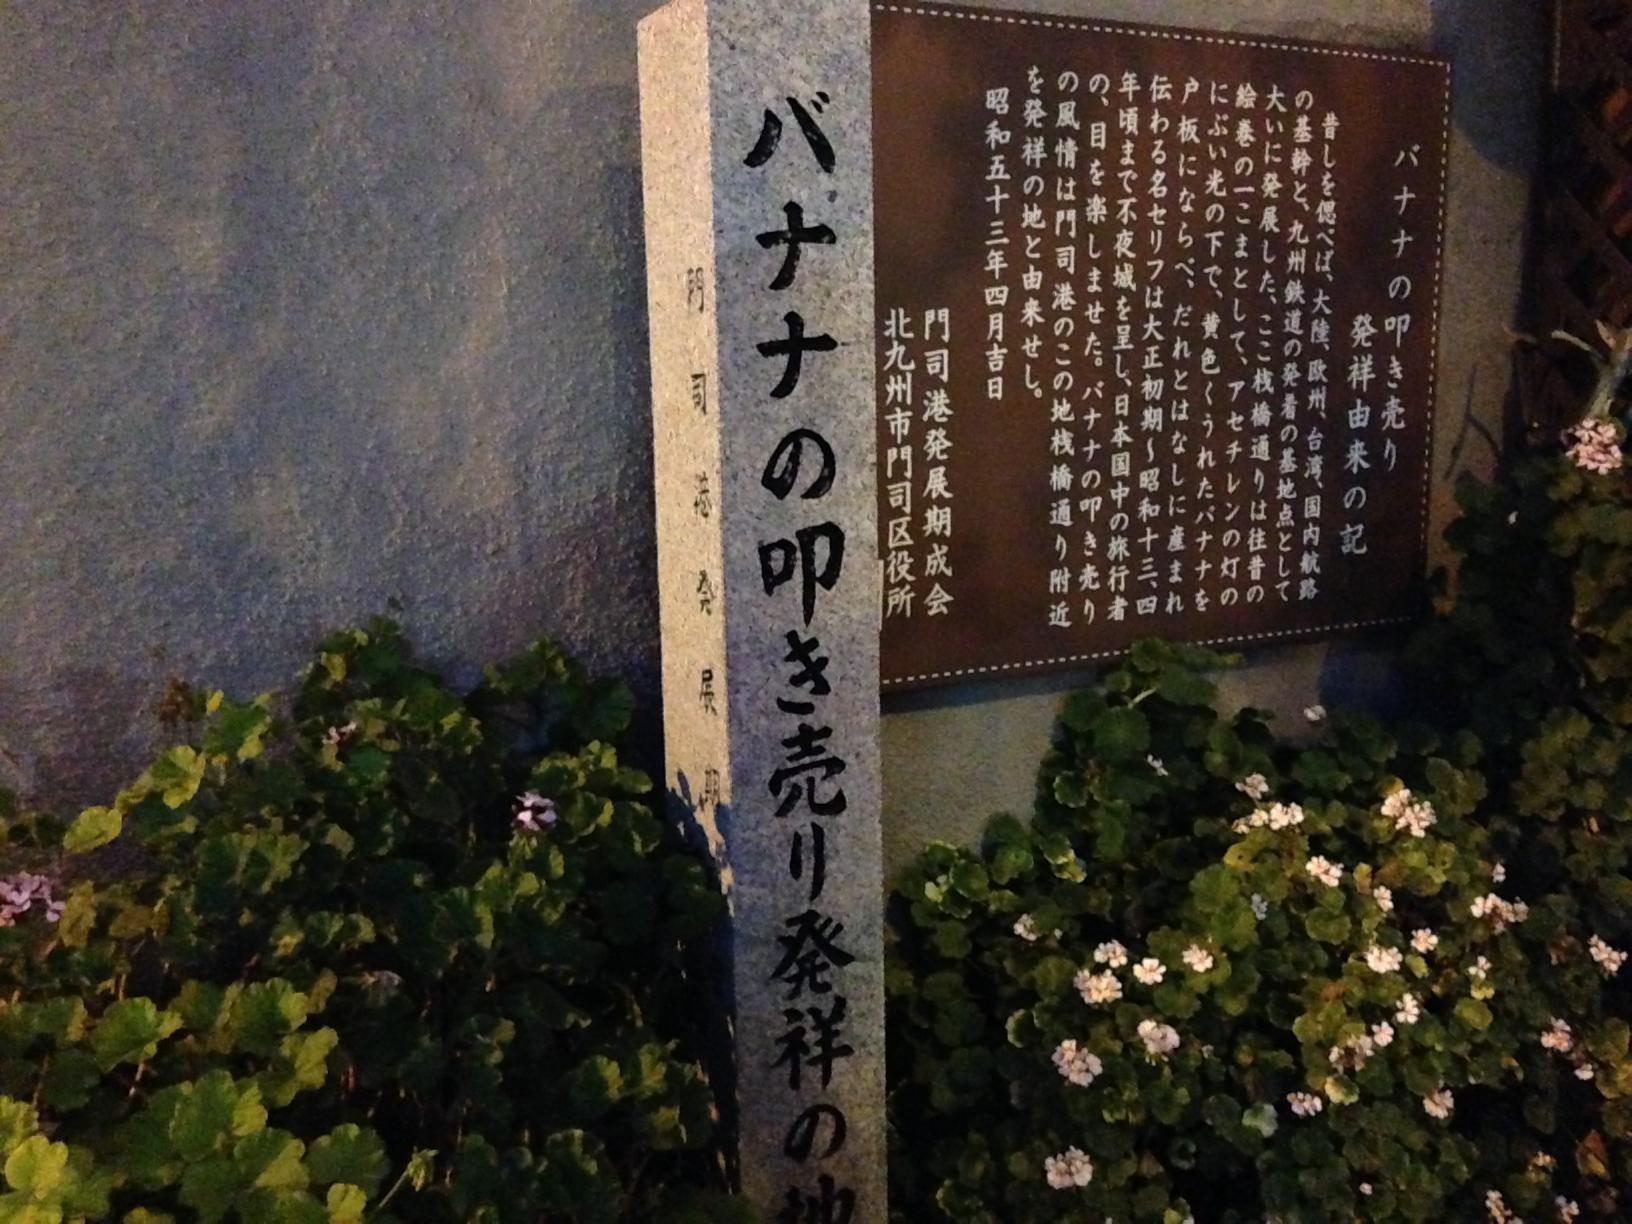 バナナの叩き売り
発祥由来の記
昔しを偲べば、大陸、欧州、台湾、国内航路
の基幹と、九州鉄道の発着の基地点として
大いに発展した、ここ桟橋通りは往昔の
絵巻の一こまとして、アセチレンの灯の
にぶい光の下で、黄色くうれたバナナを
戸板にならべ、だれとはなしに産まれ
伝わる名セリフは大正初期~昭和十三、四
年頃まで不夜城を呈し、日本国中の旅行者
の、目を楽しませた。バナナの叩き売り
の風情は門司港のこの地桟橋通り附近
を発祥の地と由来せし。
昭和五十三年四月吉日
門司港発展期成会
北九州市門司区役所
バナナの叩き売り発祥の地
門司港発展期